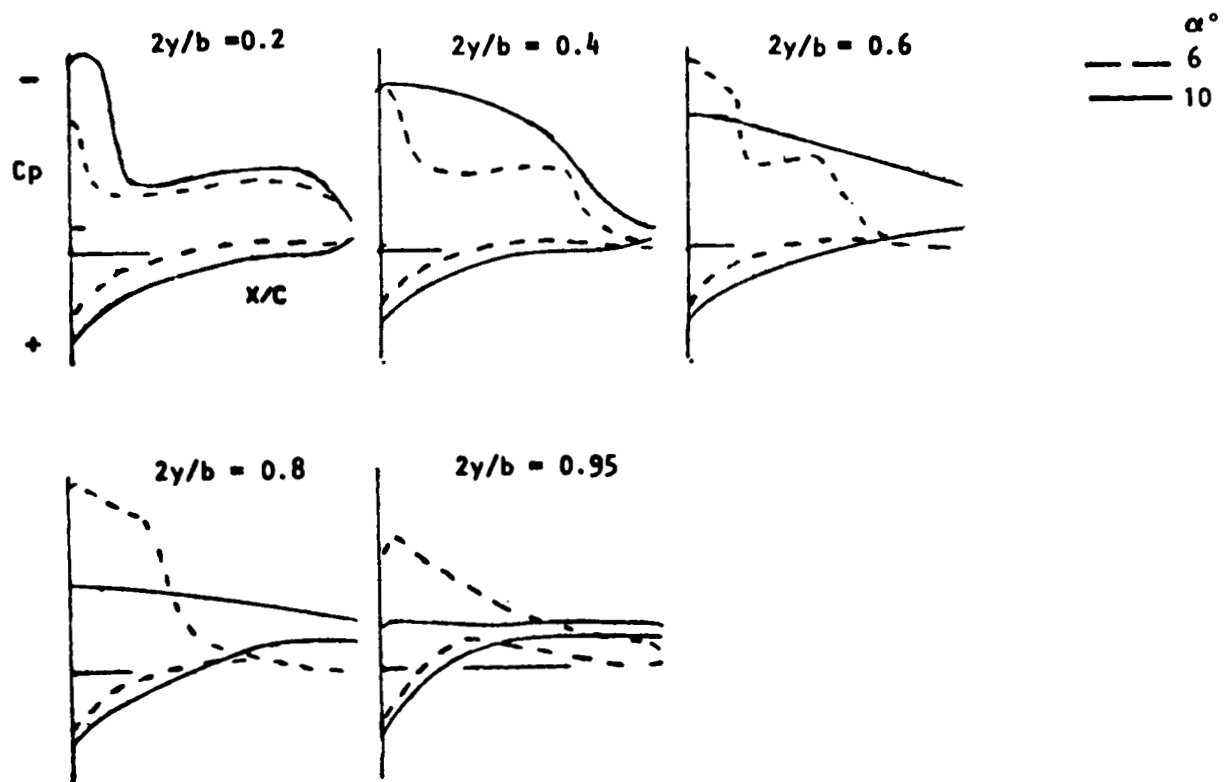 2y/b =0.2
2y/b = 0.4
2y/b = 0.6
α°
6
10
−
Cp
+
X/C
2y/b = 0.8
2y/b = 0.95